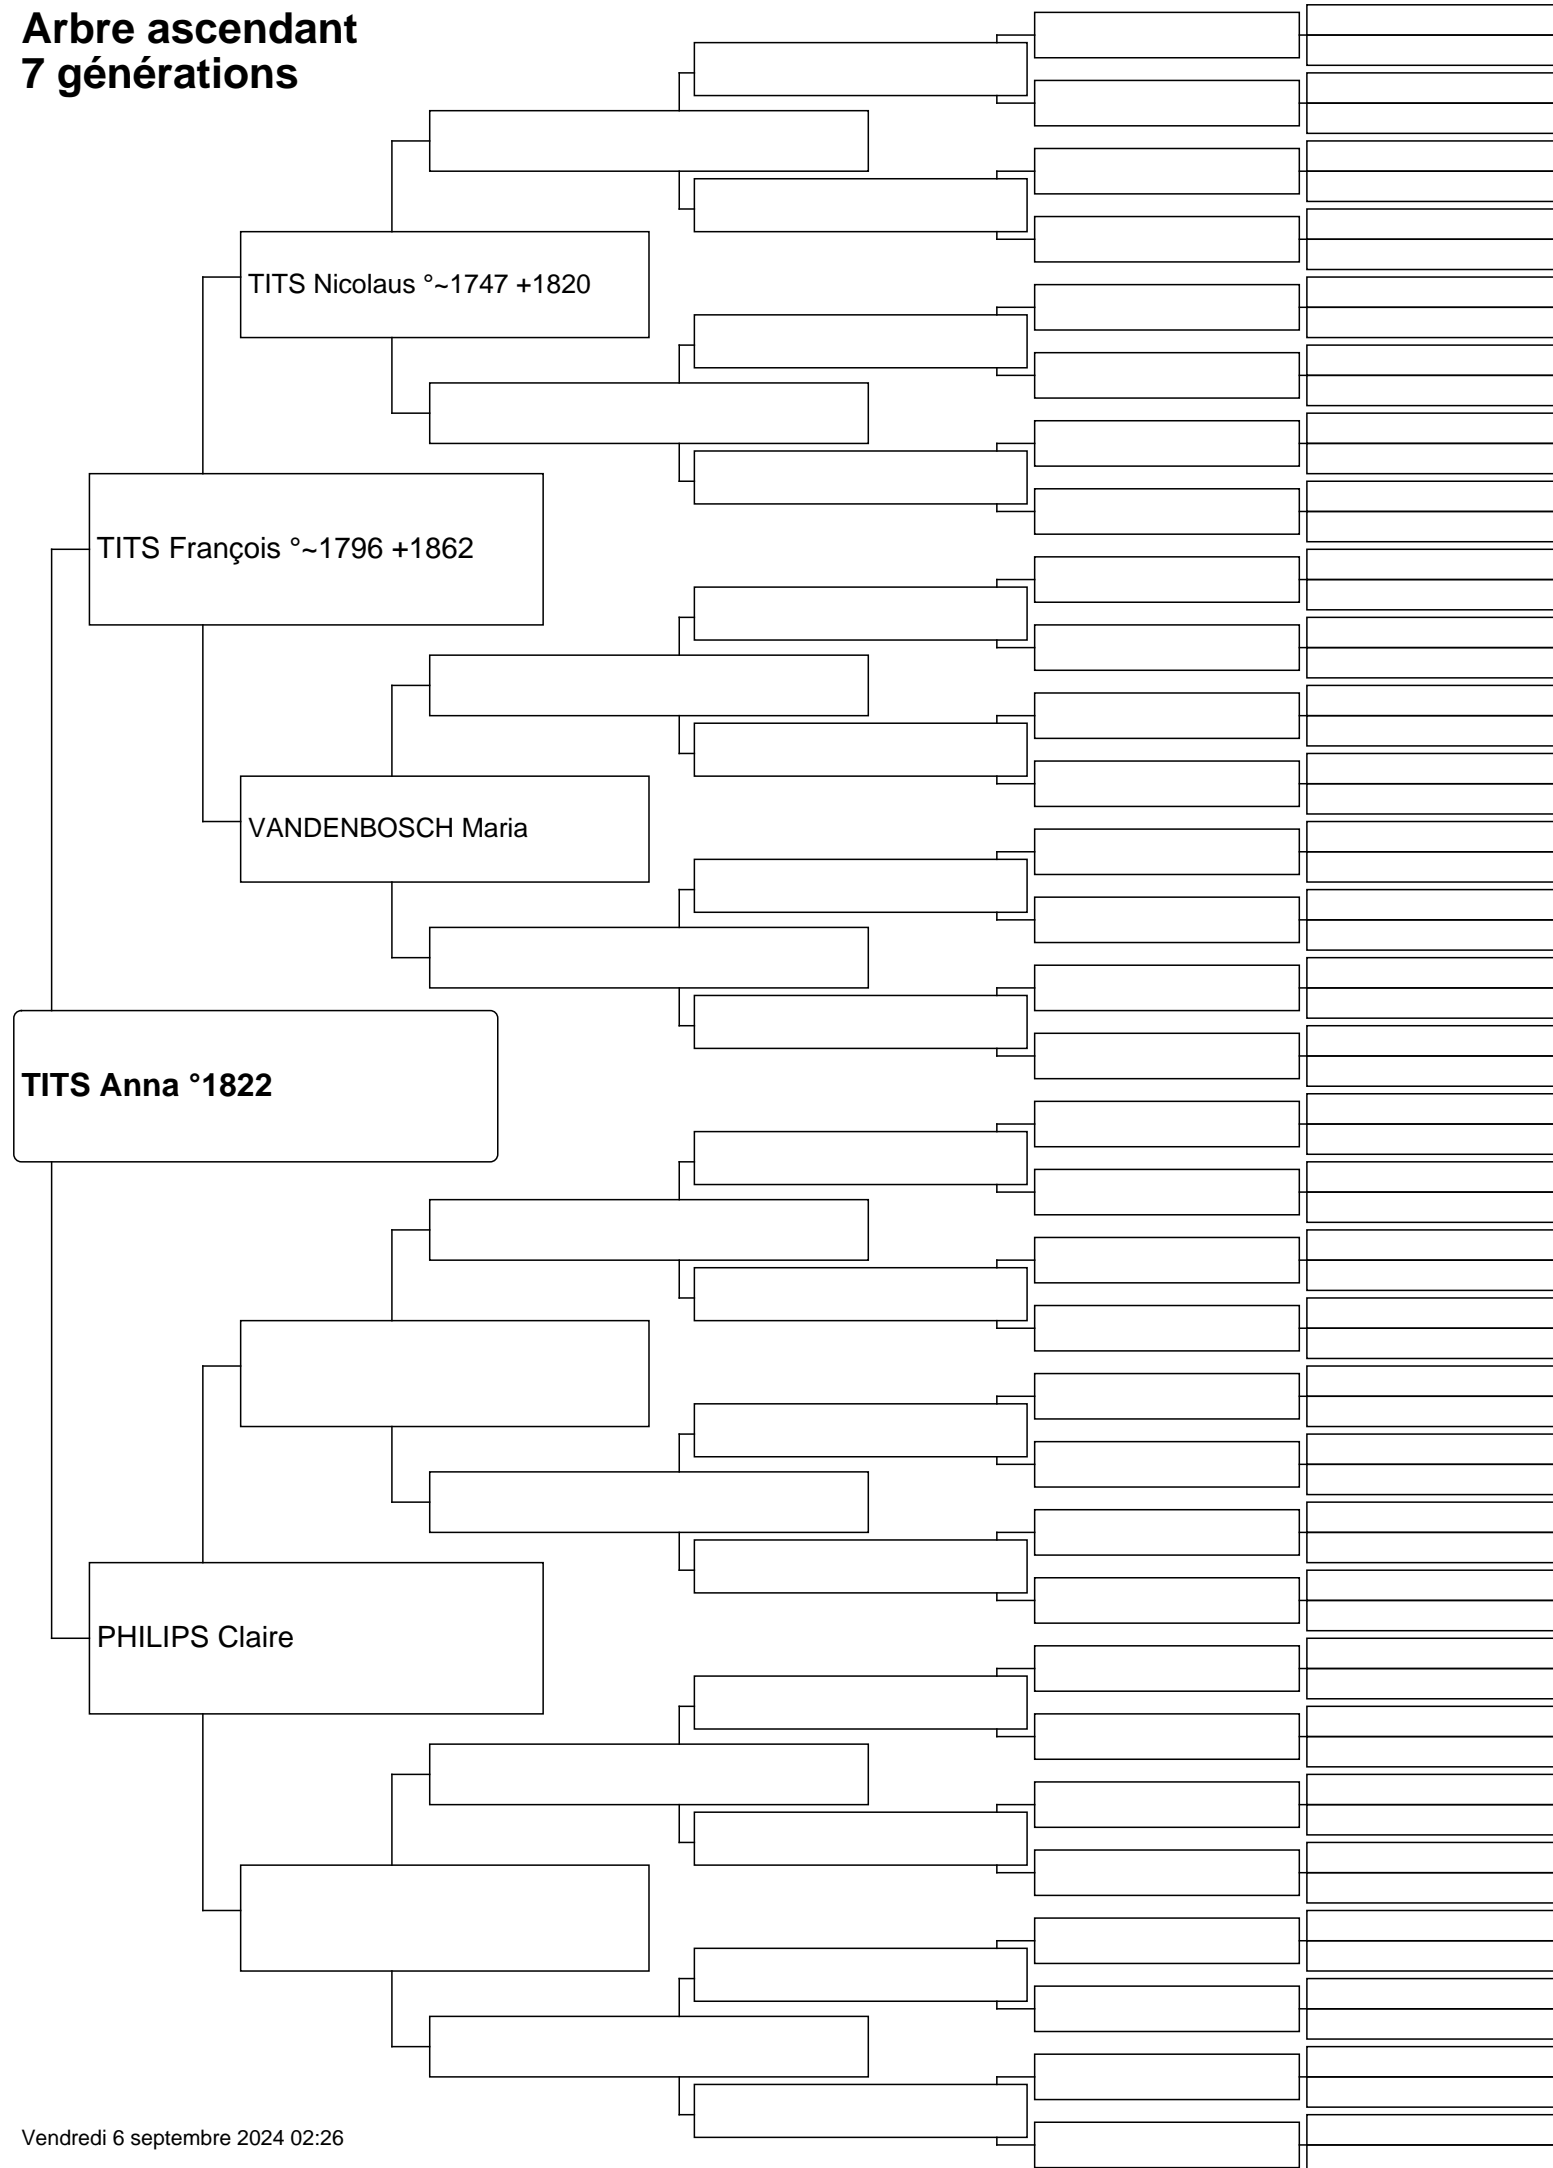 Arbre ascendant
7 générations
TITS Nicolaus °~1747 +1820
TITS François °~1796 +1862
VANDENBOSCH Maria
TITS Anna °1822
PHILIPS Claire
Vendredi 6 septembre 2024 02:26